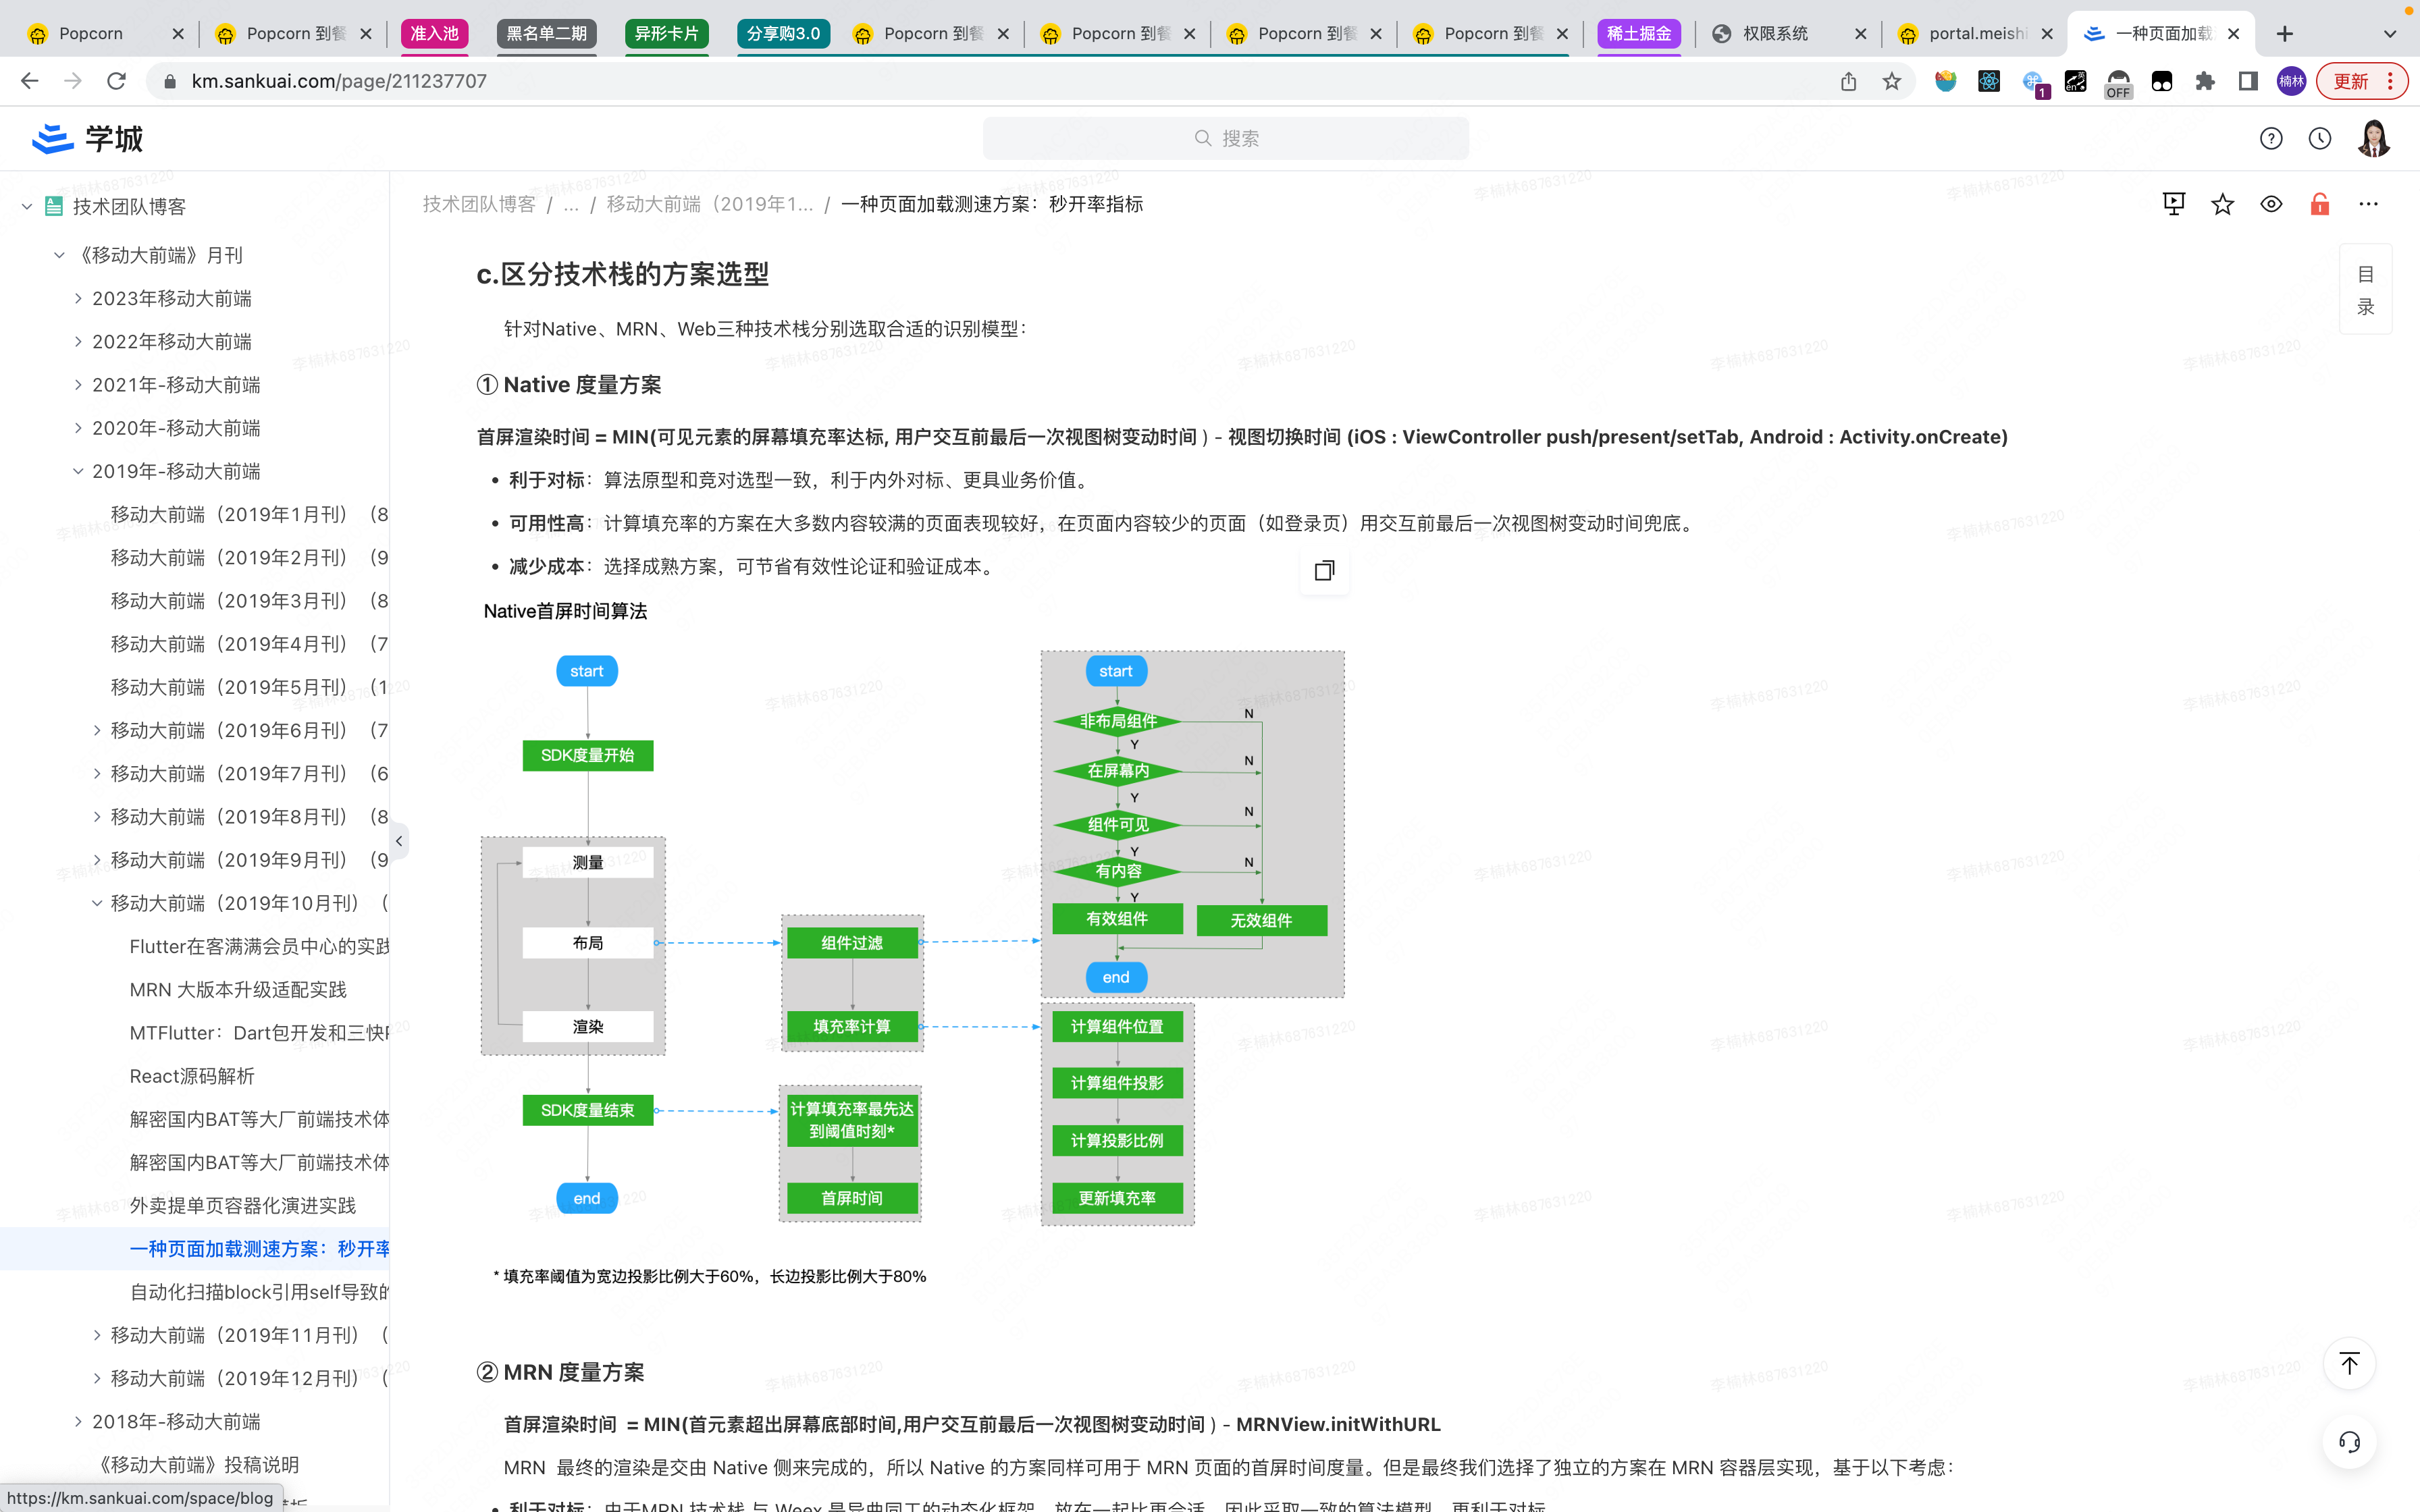 Popcorn
Popcorn 到餐
准入池
黑名单二期
异形卡片
分享购3.0
Popcorn 到餐
Popcorn 到餐
Popcorn 到餐
Popcorn 到餐
稀土掘金
权限系统
portal.meishi
一种页面加载
km.sankuai.com/page/211237707
1
en
英
OFF
楠林
更新
学城
搜索
技术团队博客 / ... / 移动大前端（2019年1... / 一种页面加载测速方案：秒开率指标
目录
技术团队博客
《移动大前端》月刊
2023年移动大前端
2022年移动大前端
2021年-移动大前端
2020年-移动大前端
2019年-移动大前端
移动大前端（2019年1月刊）（8
移动大前端（2019年2月刊）（9
移动大前端（2019年3月刊）（8
移动大前端（2019年4月刊）（7
移动大前端（2019年5月刊）（1
移动大前端（2019年6月刊）（7
移动大前端（2019年7月刊）（6
移动大前端（2019年8月刊）（8
移动大前端（2019年9月刊）（9
移动大前端（2019年10月刊）（
Flutter在客满满会员中心的实践
MRN 大版本升级适配实践
MTFlutter：Dart包开发和三快
React源码解析
解密国内BAT等大厂前端技术体
解密国内BAT等大厂前端技术体
外卖提单页容器化演进实践
一种页面加载测速方案：秒开率
自动化扫描block引用self导致的
移动大前端（2019年11月刊）（
移动大前端（2019年12月刊）（
2018年-移动大前端
《移动大前端》投稿说明
https://km.sankuai.com/space/blog
c.区分技术栈的方案选型
针对Native、MRN、Web三种技术栈分别选取合适的识别模型：
① Native 度量方案
首屏渲染时间 = MIN(可见元素的屏幕填充率达标, 用户交互前最后一次视图树变动时间 ) - 视图切换时间 (iOS : ViewController push/present/setTab, Android : Activity.onCreate)
• 利于对标：算法原型和竞对选型一致，利于内外对标、更具业务价值。
• 可用性高：计算填充率的方案在大多数内容较满的页面表现较好，在页面内容较少的页面（如登录页）用交互前最后一次视图树变动时间兜底。
• 减少成本：选择成熟方案，可节省有效性论证和验证成本。
Native首屏时间算法
start
SDK度量开始
测量
布局
渲染
SDK度量结束
end
组件过滤
填充率计算
计算填充率最先达
到阈值时刻*
首屏时间
start
非布局组件
N
Y
在屏幕内
N
Y
组件可见
N
Y
有内容
N
Y
有效组件
无效组件
end
计算组件位置
计算组件投影
计算投影比例
更新填充率
* 填充率阈值为宽边投影比例大于60%，长边投影比例大于80%
② MRN 度量方案
首屏渲染时间 = MIN(首元素超出屏幕底部时间,用户交互前最后一次视图树变动时间 ) - MRNView.initWithURL
MRN 最终的渲染是交由 Native 侧来完成的，所以 Native 的方案同样可用于 MRN 页面的首屏时间度量。但是最终我们选择了独立的方案在 MRN 容器层实现，基于以下考虑：
• 利于对标：由于MRN 技术栈 与 Weex 是异曲同工的动态化框架，放在一起比更合适，因此采取一致的算法模型，更利于对标
李楠林687631220